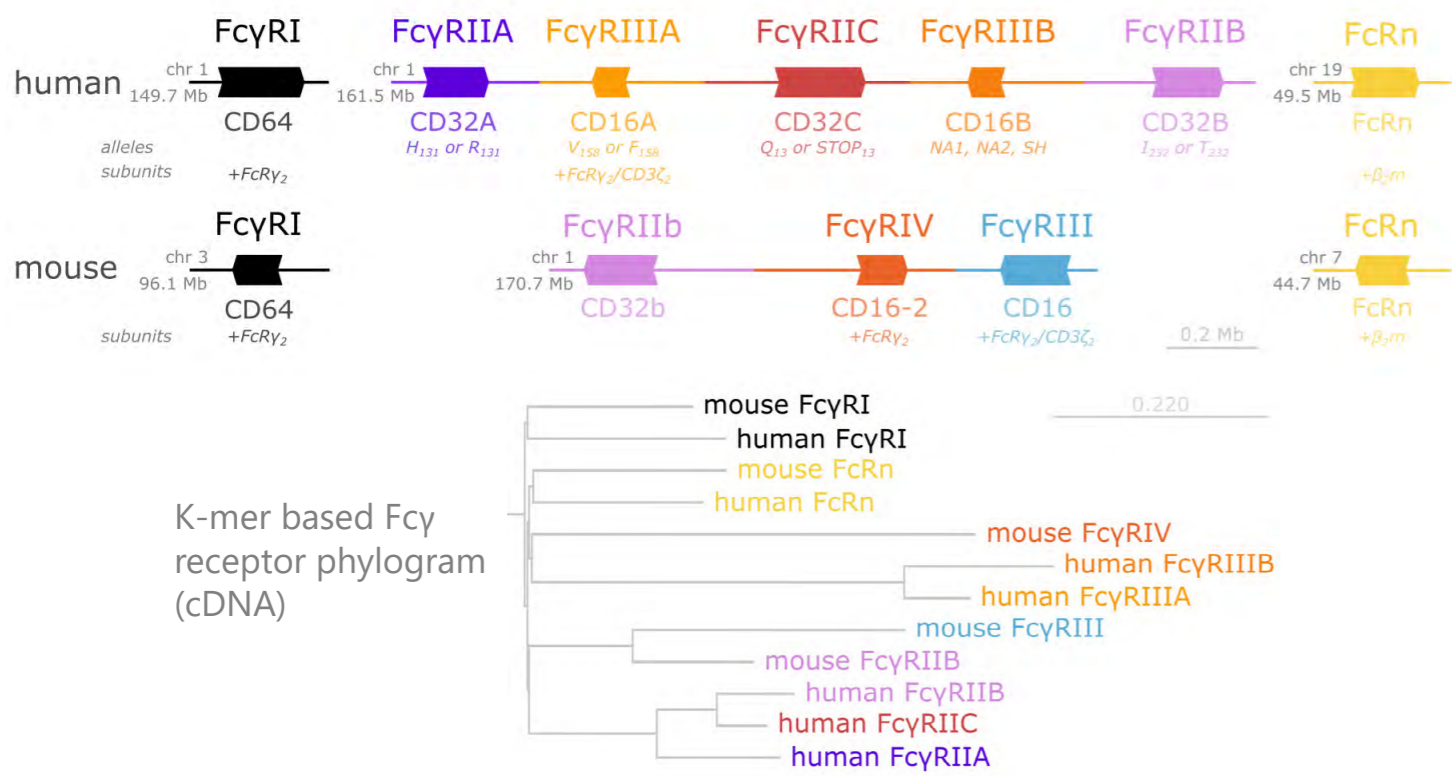 FcγRI FcγRIIA FcγRIIIA FcγRIIC FcγRIIIB FcγRIIB FcRn
human chr 1 149.7 Mb chr 1 161.5 Mb chr 19 49.5 Mb
CD64 CD32A CD16A CD32C CD16B CD32B FcRn
alleles H₁₃₁ or R₁₃₁ V₁₅₈ or F₁₅₈ Q₁₃ or STOP₁₃ NA1, NA2, SH I₂₃₂ or T₂₃₂
subunits +FcRγ₂ +FcRγ₂/CD3ζ₂ +β₂m
FcγRI FcγRIIb FcγRIV FcγRIII FcRn
mouse chr 3 96.1 Mb chr 1 170.7 Mb chr 7 44.7 Mb
CD64 CD32b CD16-2 CD16 FcRn
subunits +FcRγ₂ +FcRγ₂ +FcRγ₂/CD3ζ₂ 0.2 Mb +β₂m
mouse FcγRI 0.220
human FcγRI
mouse FcRn
human FcRn
K-mer based Fcγ
receptor phylogram
(cDNA)
mouse FcγRIV
human FcγRIIIB
human FcγRIIIA
mouse FcγRIII
mouse FcγRIIB
human FcγRIIB
human FcγRIIC
human FcγRIIA